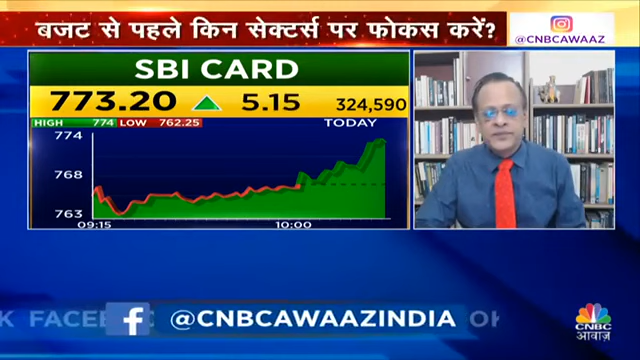 बजट से पहले किन सेक्टर्स पर फोकस करें?
@CNBCAWAAZ
SBI CARD
773.20 5.15 324,590
HIGH 774 LOW 762.25 TODAY
774
768
763
09:15 10:00
K FACEB @CNBCAWAAZINDIA
CNBC
आवाज़